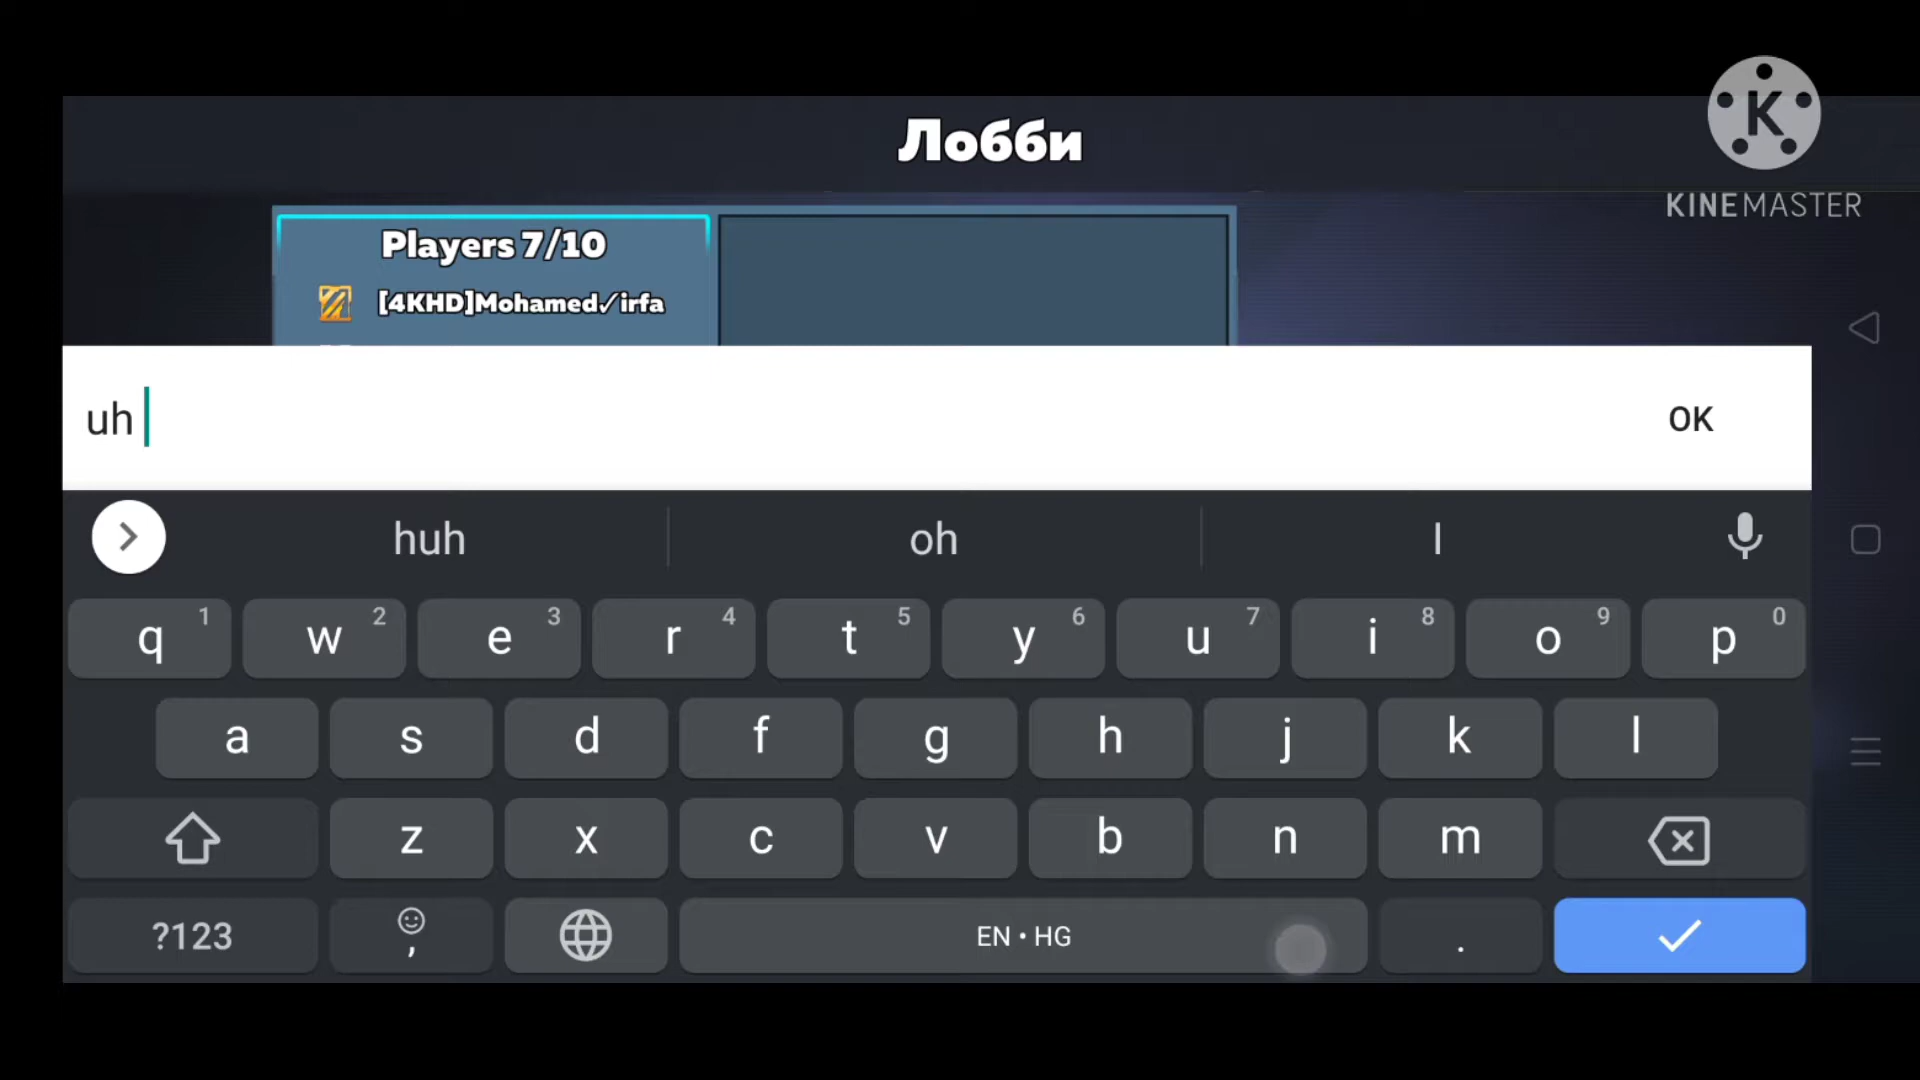 Лобби
K
KINEMASTER
Players 7/10
[4KHD]Mohamed✓irfa
uh
OK
huh oh I
q 1 w 2 e 3 r 4 t 5 y 6 u 7 i 8 o 9 p 0
a s d f g h j k l
z x c v b n m
?123 , EN • HG .